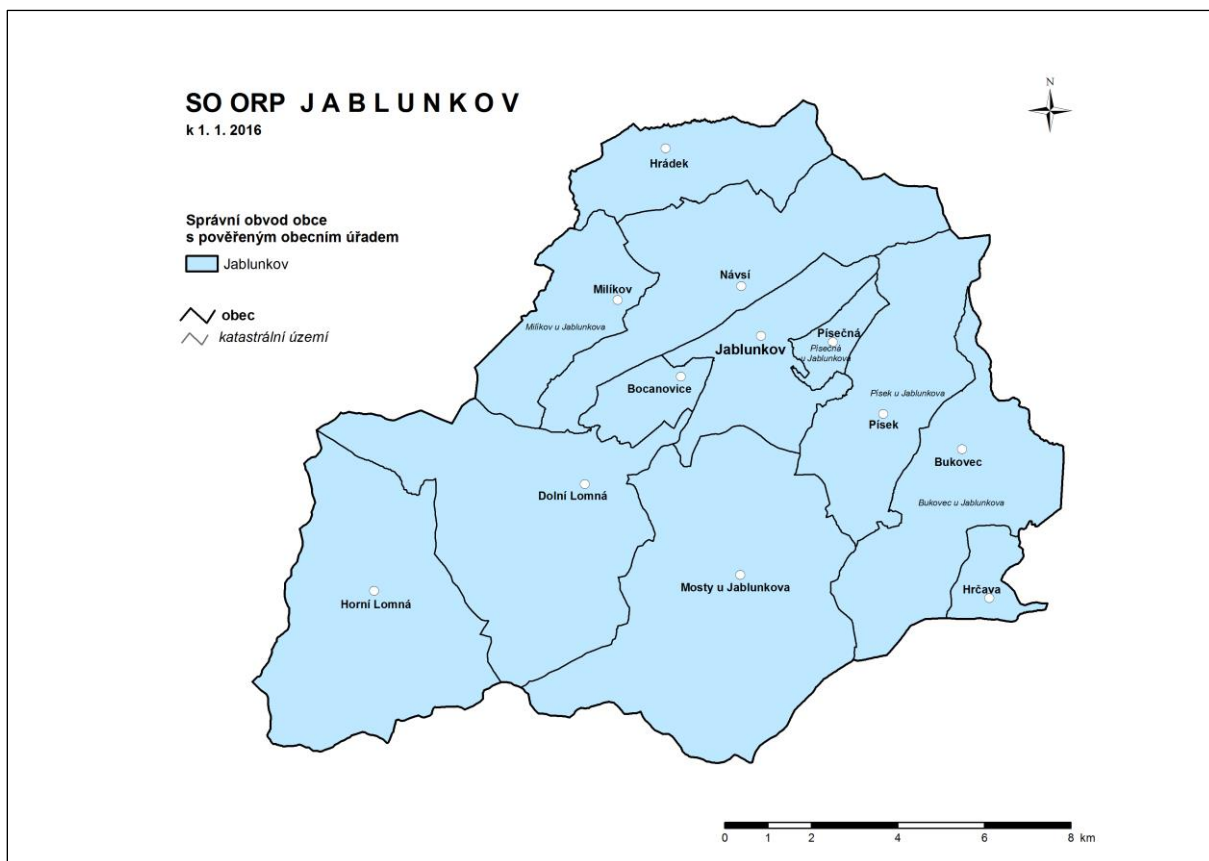 SO ORP JABLUNKOV
k 1. 1. 2016
N
Správní obvod obce
s pověřeným obecním úřadem
Jablunkov
obec
katastrální území
Hrádek
Návsí
Milíkov
Milíkov u Jablunkova
Jablunkov
Písečná
Písečná
u Jablunkova
Bocanovice
Písek u Jablunkova
Písek
Bukovec
Bukovec u Jablunkova
Dolní Lomná
Mosty u Jablunkova
Horní Lomná
Hrčava
0 1 2 4 6 8 km